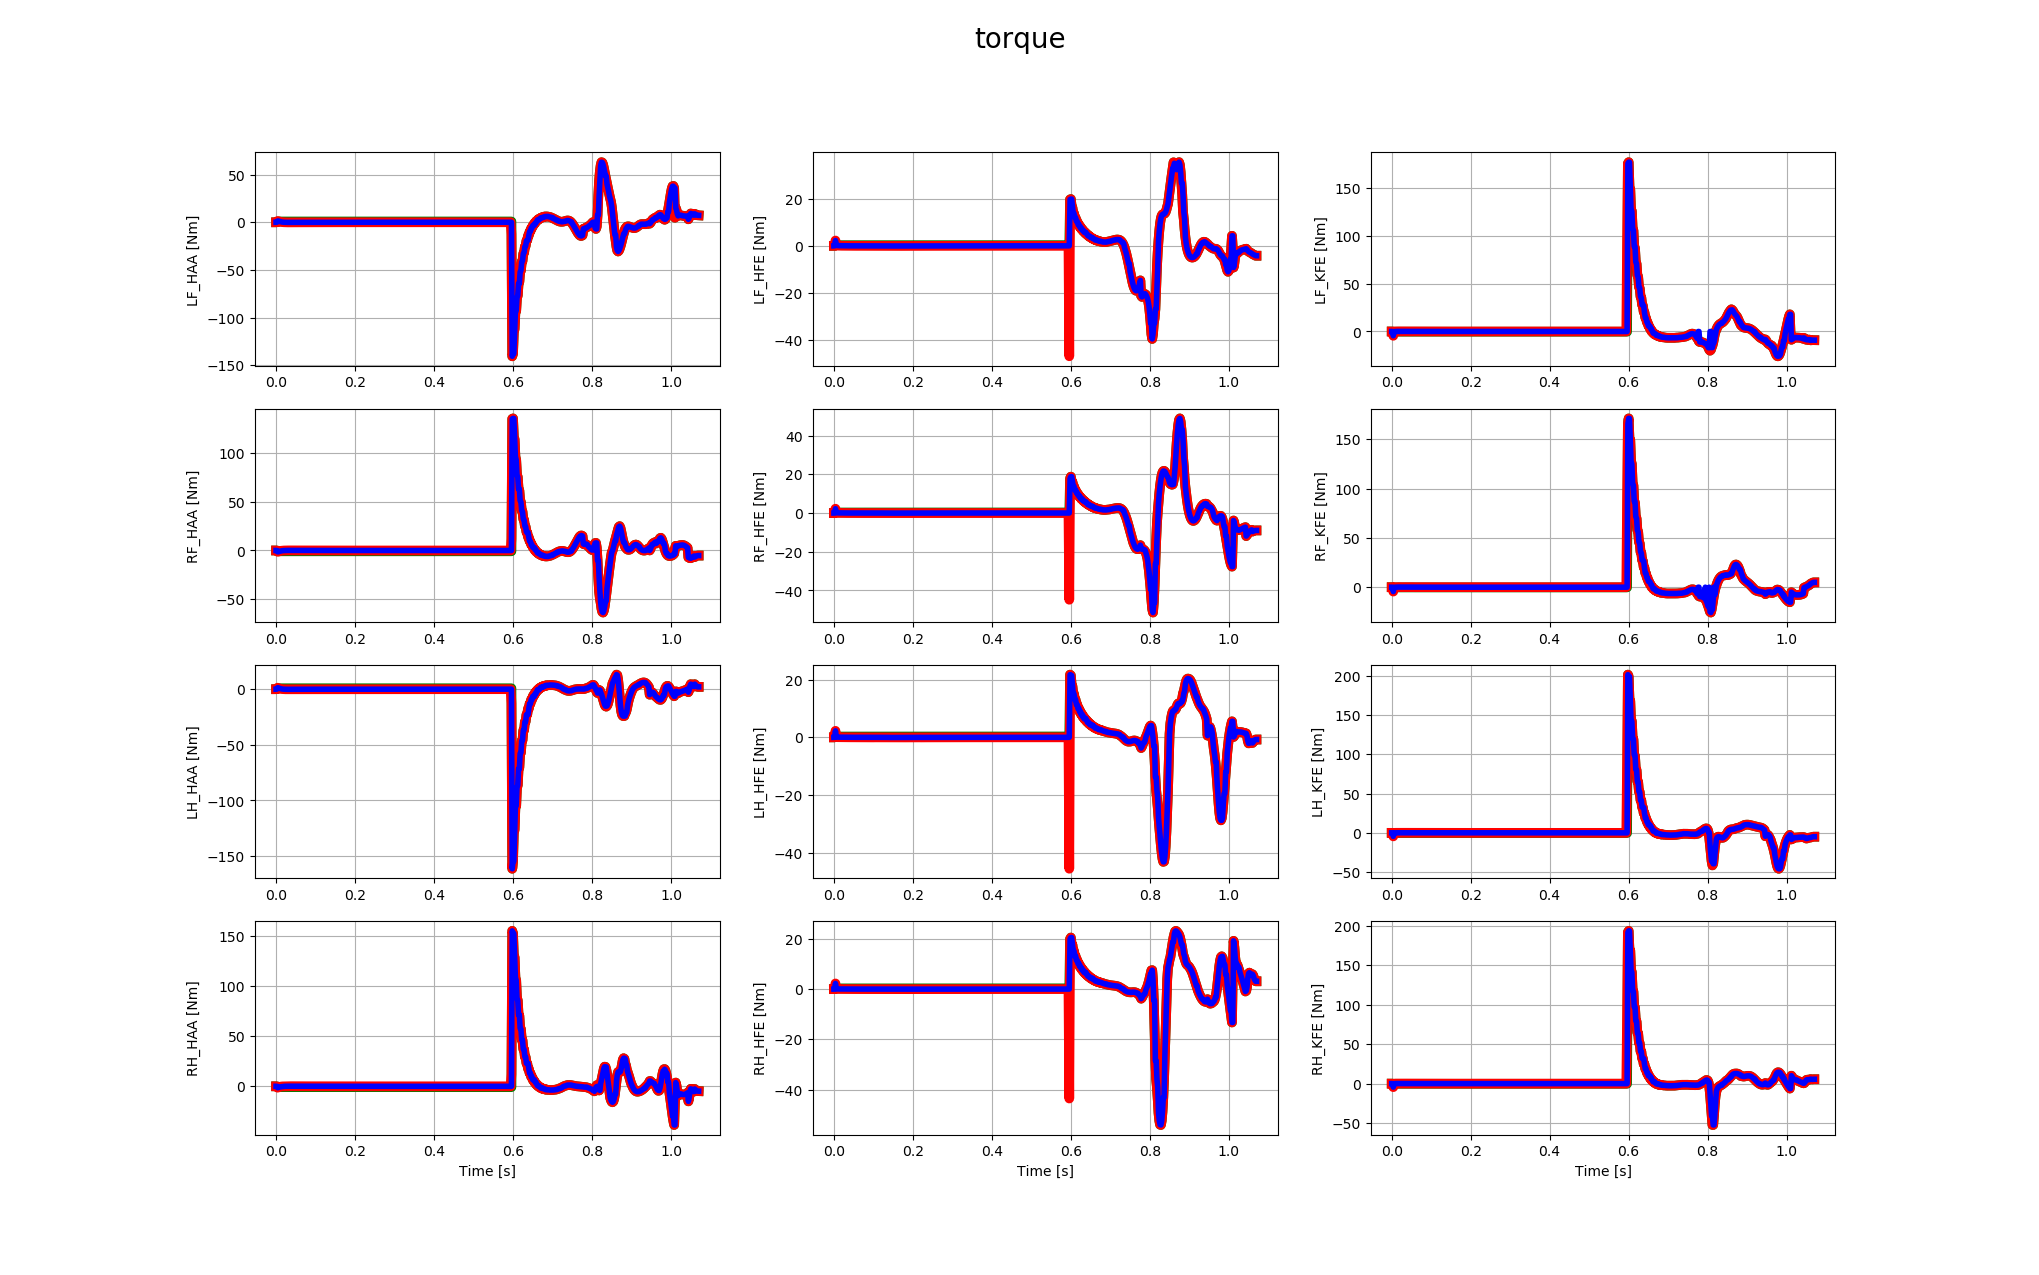 torque
LF_HAA [Nm]
50
0
−50
−100
−150
0.0 0.2 0.4 0.6 0.8 1.0
LF_HFE [Nm]
20
0
−20
−40
0.0 0.2 0.4 0.6 0.8 1.0
LF_KFE [Nm]
150
100
50
0
0.0 0.2 0.4 0.6 0.8 1.0
RF_HAA [Nm]
100
50
0
−50
0.0 0.2 0.4 0.6 0.8 1.0
RF_HFE [Nm]
40
20
0
−20
−40
0.0 0.2 0.4 0.6 0.8 1.0
RF_KFE [Nm]
150
100
50
0
0.0 0.2 0.4 0.6 0.8 1.0
LH_HAA [Nm]
0
−50
−100
−150
0.0 0.2 0.4 0.6 0.8 1.0
LH_HFE [Nm]
20
0
−20
−40
0.0 0.2 0.4 0.6 0.8 1.0
LH_KFE [Nm]
200
150
100
50
0
−50
0.0 0.2 0.4 0.6 0.8 1.0
RH_HAA [Nm]
150
100
50
0
0.0 0.2 0.4 0.6 0.8 1.0
Time [s]
RH_HFE [Nm]
20
0
−20
−40
0.0 0.2 0.4 0.6 0.8 1.0
Time [s]
RH_KFE [Nm]
200
150
100
50
0
−50
0.0 0.2 0.4 0.6 0.8 1.0
Time [s]